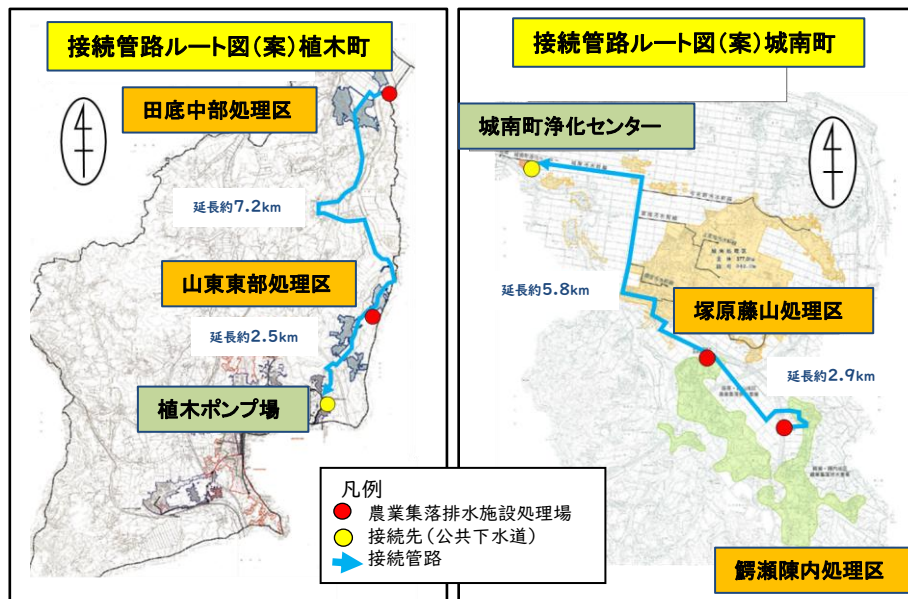 接続管路ルート図(案)植木町
田底中部処理区
延長約7.2km
山東東部処理区
延長約2.5km
植木ポンプ場
接続管路ルート図(案)城南町
城南町浄化センター
延長約5.8km
塚原藤山処理区
延長約2.9km
鰐瀬陳内処理区
凡例
農業集落排水施設処理場
接続先(公共下水道)
接続管路